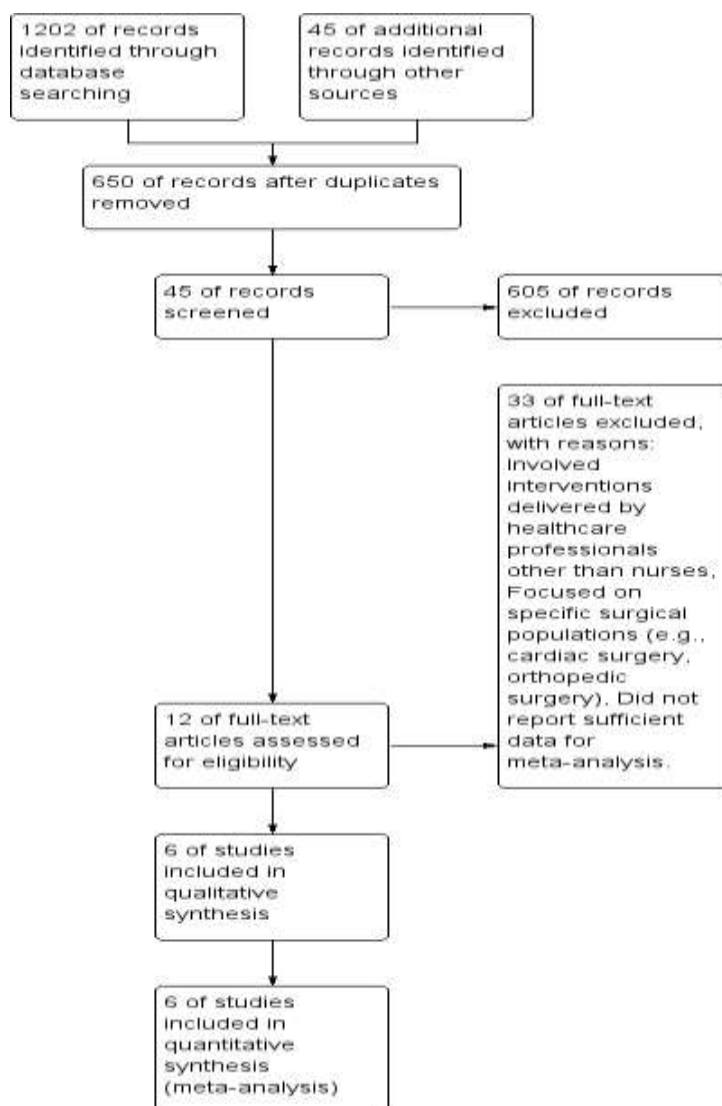 1202 of records
identified through
database
searching
45 of additional
records identified
through other
sources
650 of records after duplicates
removed
45 of records
screened
605 of records
excluded
33 of full-text
articles excluded,
with reasons:
Involved
interventions
delivered by
healthcare
professionals
other than nurses,
Focused on
specific surgical
populations (e.g.,
cardiac surgery,
orthopedic
surgery), Did not
report sufficient
data for
meta-analysis.
12 of full-text
articles assessed
for eligibility
6 of studies
included in
qualitative
synthesis
6 of studies
included in
quantitative
synthesis
(meta-analysis)